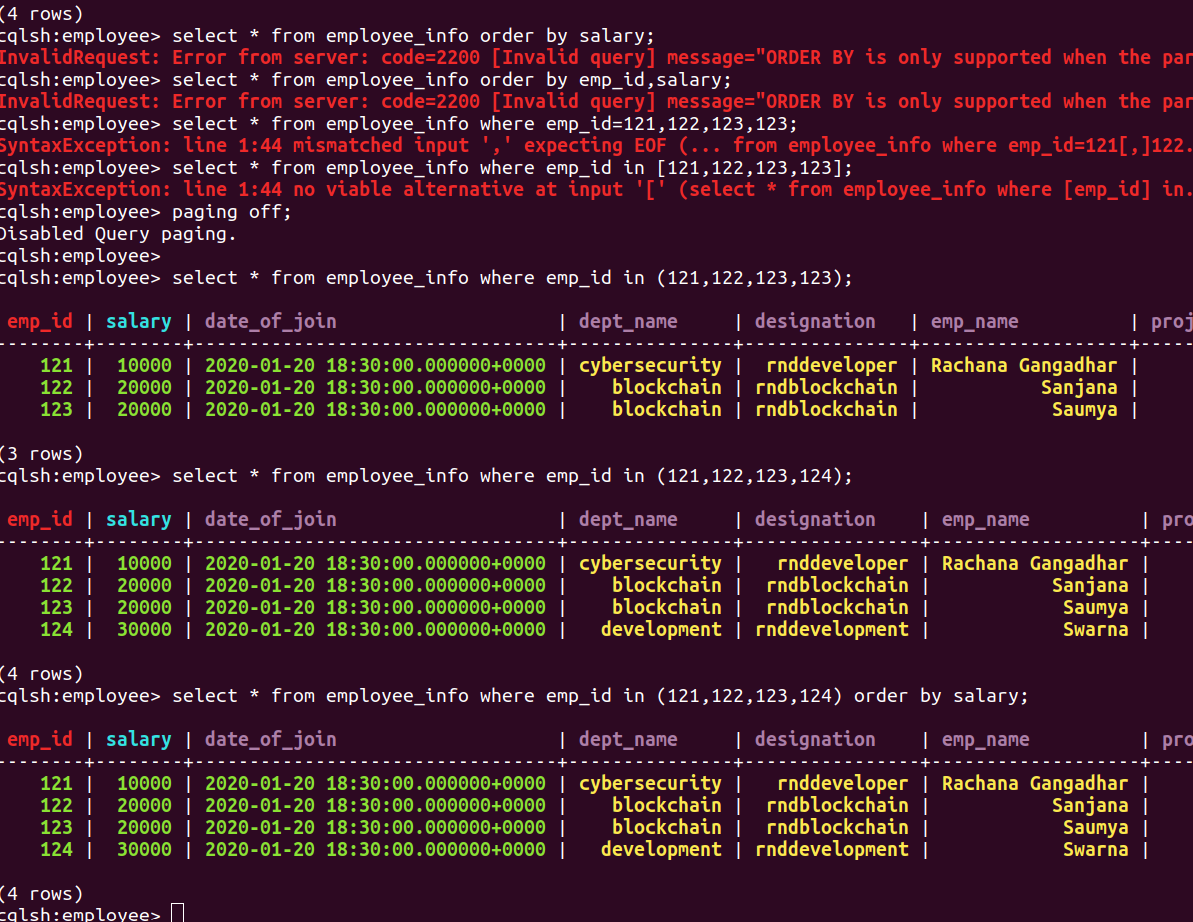 (4 rows)
cqlsh:employee> select * from employee_info order by salary;
InvalidRequest: Error from server: code=2200 [Invalid query] message="ORDER BY is only supported when the par
cqlsh:employee> select * from employee_info order by emp_id,salary;
InvalidRequest: Error from server: code=2200 [Invalid query] message="ORDER BY is only supported when the par
cqlsh:employee> select * from employee_info where emp_id=121,122,123,123;
SyntaxException: line 1:44 mismatched input ',' expecting EOF (... from employee_info where emp_id=121[,]122.
cqlsh:employee> select * from employee_info where emp_id in [121,122,123,123];
SyntaxException: line 1:44 no viable alternative at input '[' (select * from employee_info where [emp_id] in.
cqlsh:employee> paging off;
Disabled Query paging.
cqlsh:employee>
cqlsh:employee> select * from employee_info where emp_id in (121,122,123,123);
emp_id | salary | date_of_join | dept_name | designation | emp_name | proj
--------+--------+---------------------------------+---------------+---------------+-------------------+-----
121 | 10000 | 2020-01-20 18:30:00.000000+0000 | cybersecurity | rnddeveloper | Rachana Gangadhar |
122 | 20000 | 2020-01-20 18:30:00.000000+0000 | blockchain | rndblockchain | Sanjana |
123 | 20000 | 2020-01-20 18:30:00.000000+0000 | blockchain | rndblockchain | Saumya |
(3 rows)
cqlsh:employee> select * from employee_info where emp_id in (121,122,123,124);
emp_id | salary | date_of_join | dept_name | designation | emp_name | pro
--------+--------+---------------------------------+---------------+----------------+-------------------+----
121 | 10000 | 2020-01-20 18:30:00.000000+0000 | cybersecurity | rnddeveloper | Rachana Gangadhar |
122 | 20000 | 2020-01-20 18:30:00.000000+0000 | blockchain | rndblockchain | Sanjana |
123 | 20000 | 2020-01-20 18:30:00.000000+0000 | blockchain | rndblockchain | Saumya |
124 | 30000 | 2020-01-20 18:30:00.000000+0000 | development | rnddevelopment | Swarna |
(4 rows)
cqlsh:employee> select * from employee_info where emp_id in (121,122,123,124) order by salary;
emp_id | salary | date_of_join | dept_name | designation | emp_name | pro
--------+--------+---------------------------------+---------------+----------------+-------------------+----
121 | 10000 | 2020-01-20 18:30:00.000000+0000 | cybersecurity | rnddeveloper | Rachana Gangadhar |
122 | 20000 | 2020-01-20 18:30:00.000000+0000 | blockchain | rndblockchain | Sanjana |
123 | 20000 | 2020-01-20 18:30:00.000000+0000 | blockchain | rndblockchain | Saumya |
124 | 30000 | 2020-01-20 18:30:00.000000+0000 | development | rnddevelopment | Swarna |
(4 rows)
cqlsh:employee>